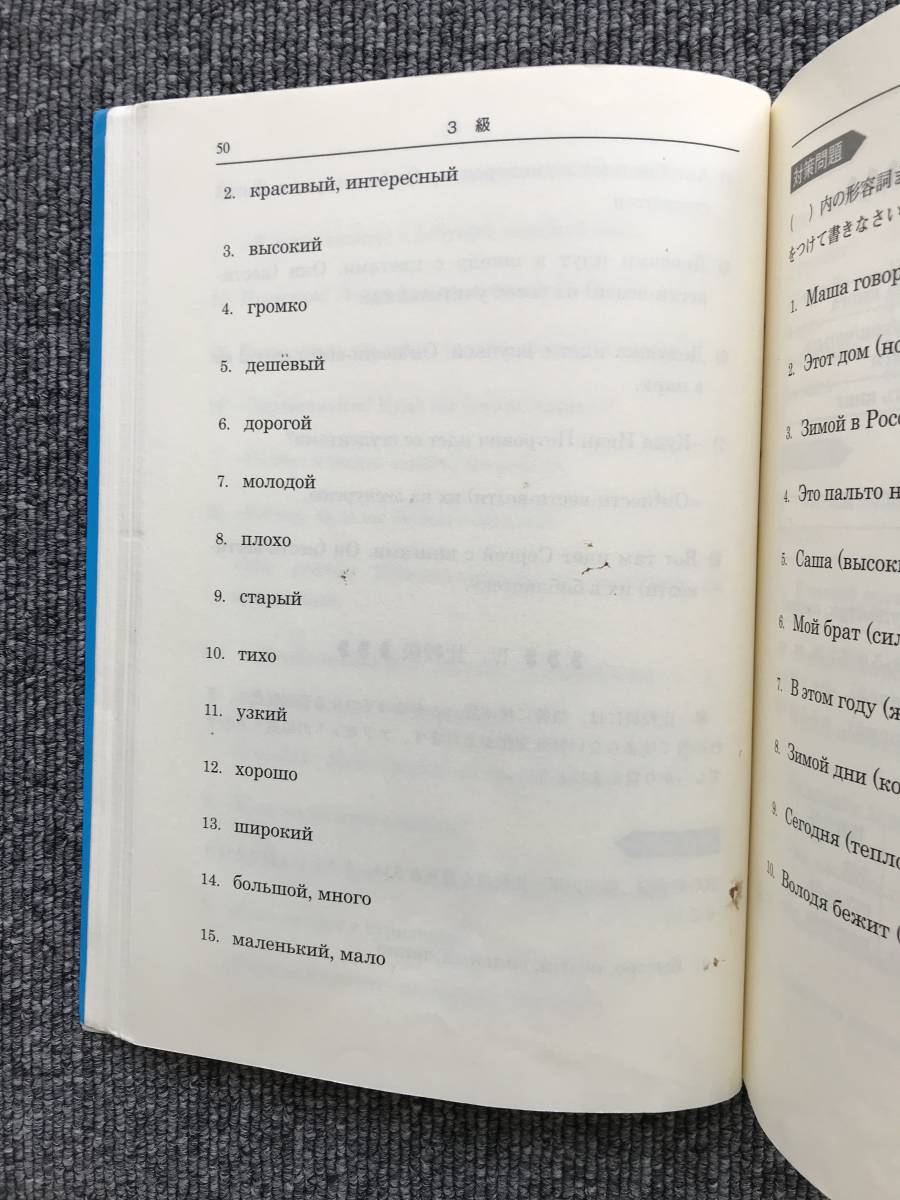 50
3 級
2. красивый, интересный
3. высокий
4. громко
5. дешёвый
6. дорогой
7. молодой
8. плохо
9. старый
10. тихо
11. узкий
12. хорошо
13. широкий
14. большой, много
15. маленький, мало
対策問題
( )内の形容詞
をつけて書きなさい
1. Маша говор
2. Этот дом (но
3. Зимой в Росс
4. Это пальто н
5. Саша (высоки
6. Мой брат (сил
7. В этом году (ж
8. Зимой дни (ко
9. Сегодня (тепло
10. Володя бежит (